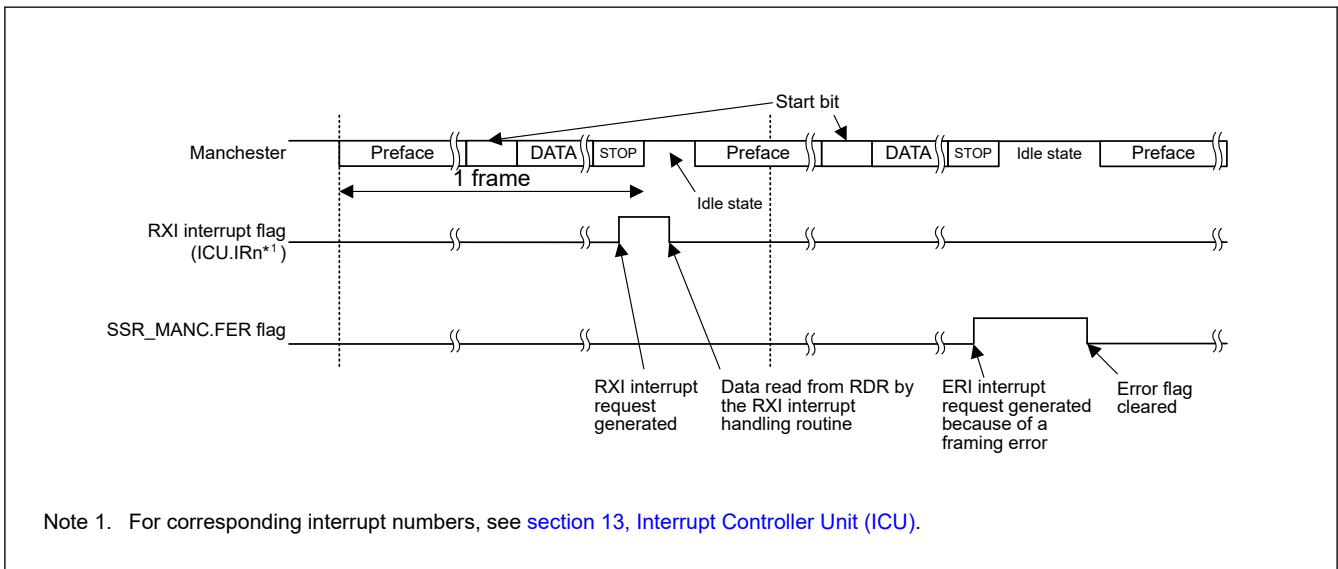 Start bit
Manchester
Preface
DATA
STOP
Preface
DATA
STOP
Idle state
Preface
1 frame
Idle state
RXI interrupt flag
(ICU.IRn*1)
SSR_MANC.FER flag
RXI interrupt
request
generated
Data read from RDR by
the RXI interrupt
handling routine
ERI interrupt
request generated
because of a
framing error
Error flag
cleared
Note 1. For corresponding interrupt numbers, see section 13, Interrupt Controller Unit (ICU).